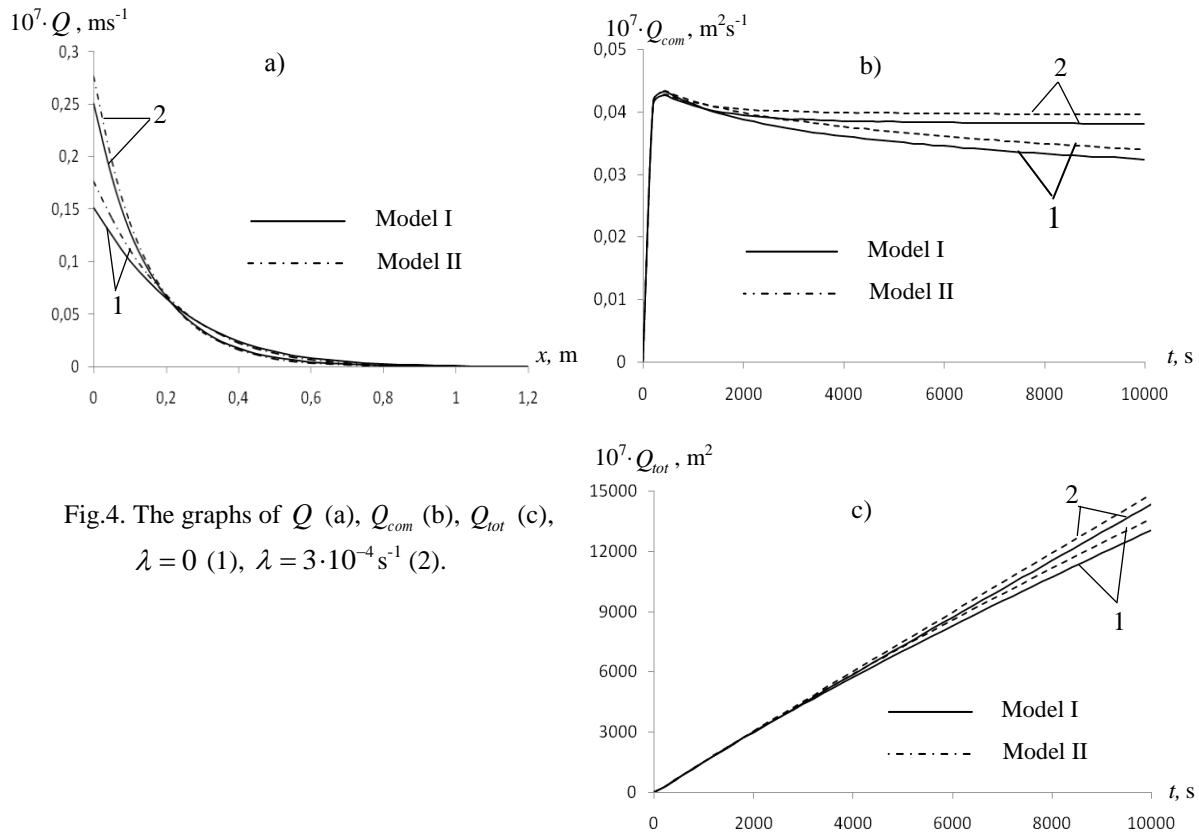 10⁷·Q , ms⁻¹
0,3
0,25
0,2
0,15
0,1
0,05
0
a)
2
1
Model I
Model II
x, m
0 0,2 0,4 0,6 0,8 1 1,2
10⁷·Q_com , m²s⁻¹
0,05
0,04
0,03
0,02
0,01
0
b)
2
1
Model I
Model II
t, s
0 2000 4000 6000 8000 10000
Fig.4. The graphs of Q (a), Q_com (b), Q_tot (c),
λ = 0 (1), λ = 3·10⁻⁴ s⁻¹ (2).
10⁷·Q_tot , m²
15000
12000
9000
6000
3000
0
c)
2
1
Model I
Model II
t, s
0 2000 4000 6000 8000 10000